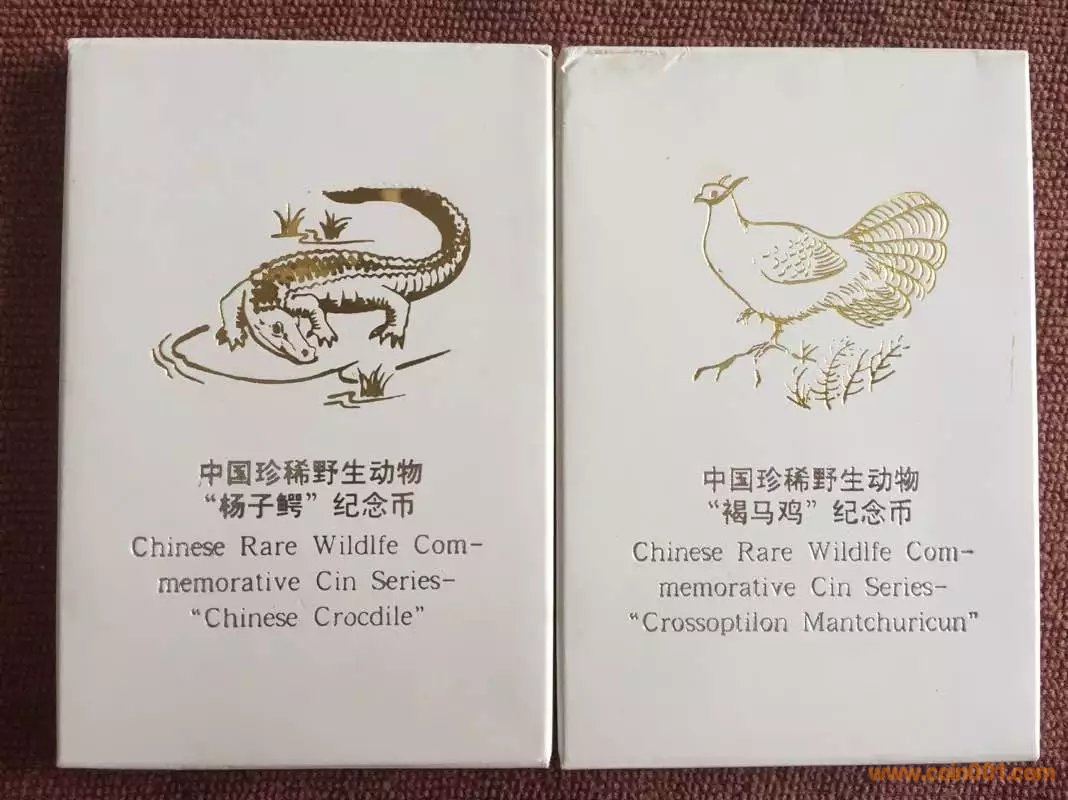 中国珍稀野生动物
“杨子鳄”纪念币
Chinese Rare Wildlfe Com-
memorative Cin Series-
“Chinese Crocdile”
中国珍稀野生动物
“褐马鸡”纪念币
Chinese Rare Wildlfe Com-
memorative Cin Series-
“Crossoptilon Mantchuricun”
www.coin001.com